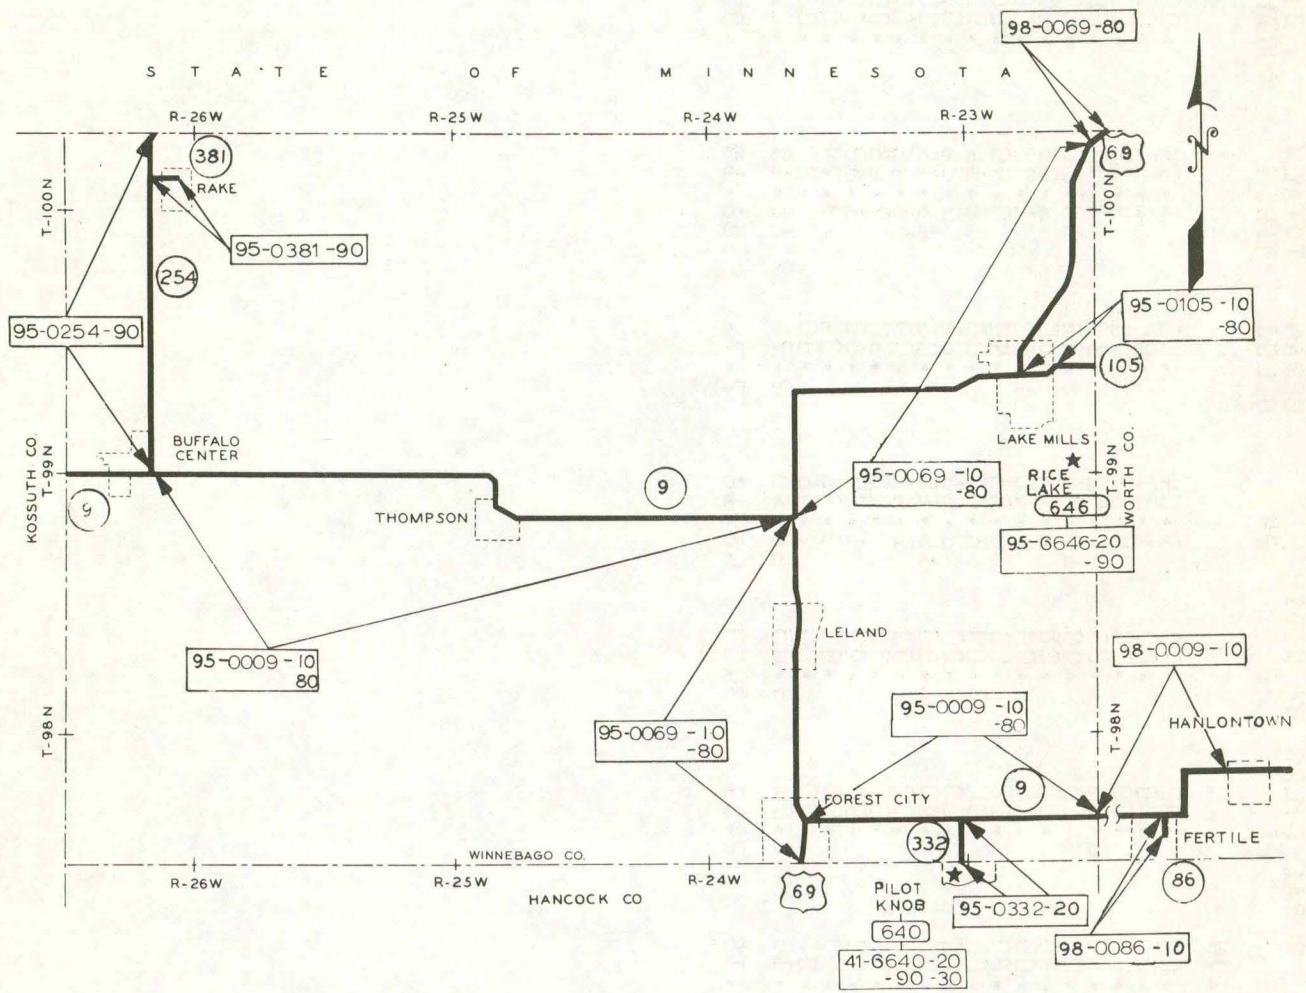 98-0069-80
STATE OF MINNESOTA
R-26W
R-25W
R-24W
R-23W
69
381
RAKE
T-100N
T-100N
95-0381-90
254
95-0254-90
95-0105-10
-80
105
BUFFALO
CENTER
LAKE MILLS
KOSSUTH CO.
T-99N
9
THOMPSON
9
95-0069-10
-80
RICE
LAKE
646
T-99N
WORTH CO.
95-6646-20
-90
LELAND
95-0009-10
80
98-0009-10
95-0009-10
-80
T-98N
95-0069-10
-80
T-98N
HANLONTOWN
9
FOREST CITY
332
FERTILE
WINNEBAGO CO.
R-26W
R-25W
R-24W
HANCOCK CO
69
86
PILOT
KNOB
640
95-0332-20
98-0086-10
41-6640-20
-90-30